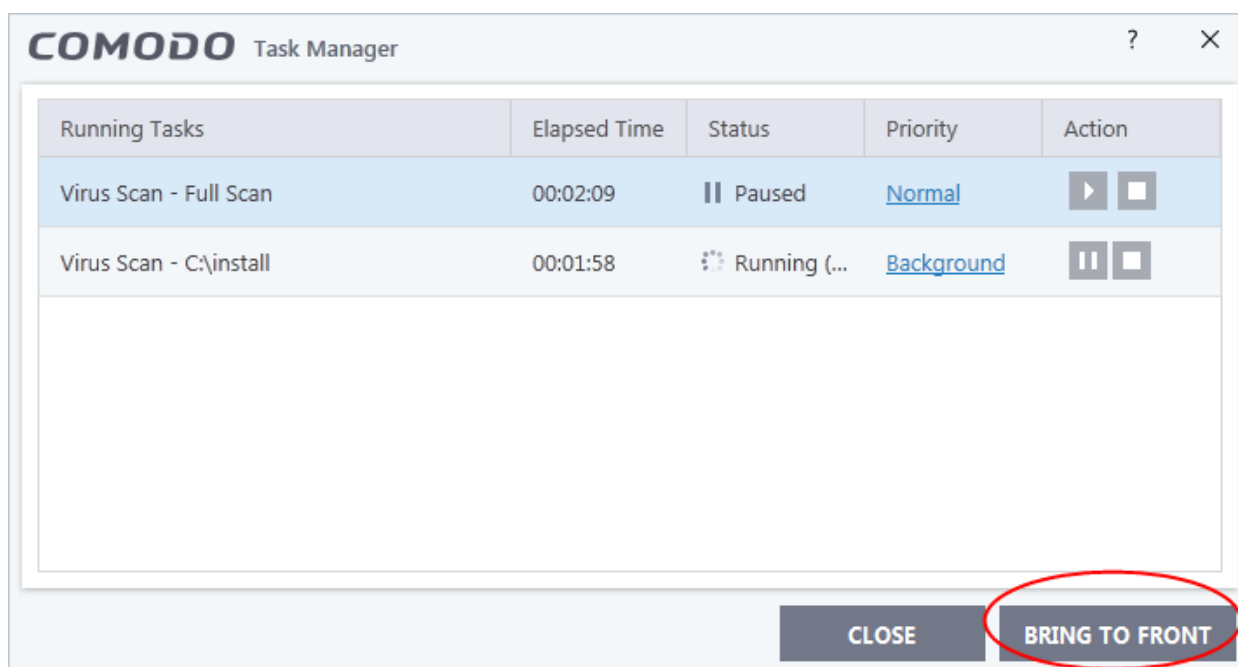 COMODO Task Manager ?
Running Tasks Elapsed Time Status Priority Action
Virus Scan - Full Scan 00:02:09 Paused Normal
Virus Scan - C:\install 00:01:58 Running (... Background
CLOSE BRING TO FRONT